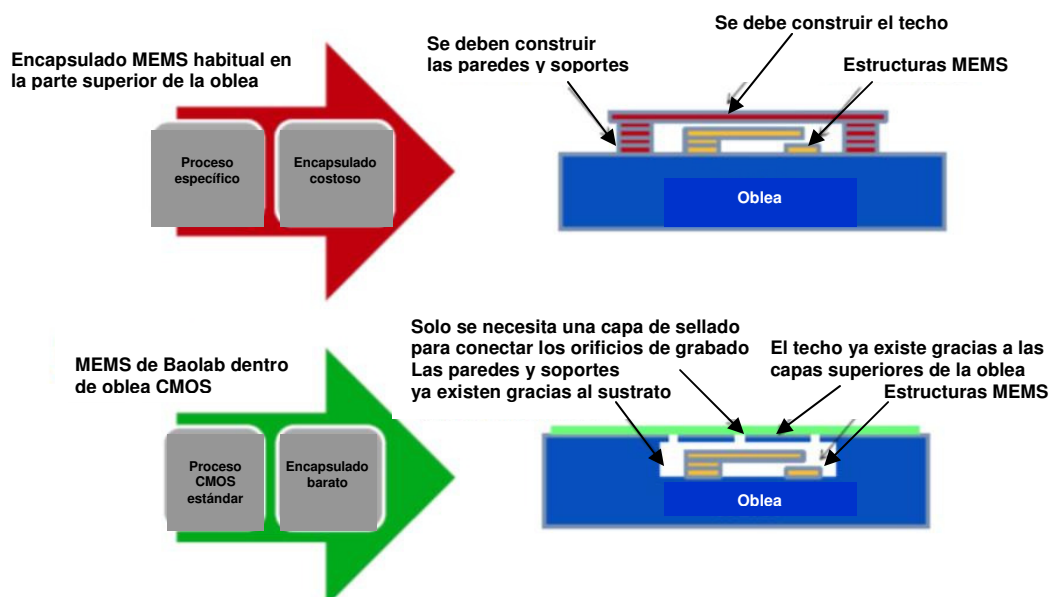 Encapsulado MEMS habitual en
la parte superior de la oblea
Proceso
específico
Encapsulado
costoso
Se debe construir el techo
Se deben construir
las paredes y soportes
Estructuras MEMS
Oblea
MEMS de Baolab dentro
de oblea CMOS
Proceso
CMOS
estándar
Encapsulado
barato
Solo se necesita una capa de sellado
para conectar los orificios de grabado
Las paredes y soportes
ya existen gracias al sustrato
El techo ya existe gracias a las
capas superiores de la oblea
Estructuras MEMS
Oblea